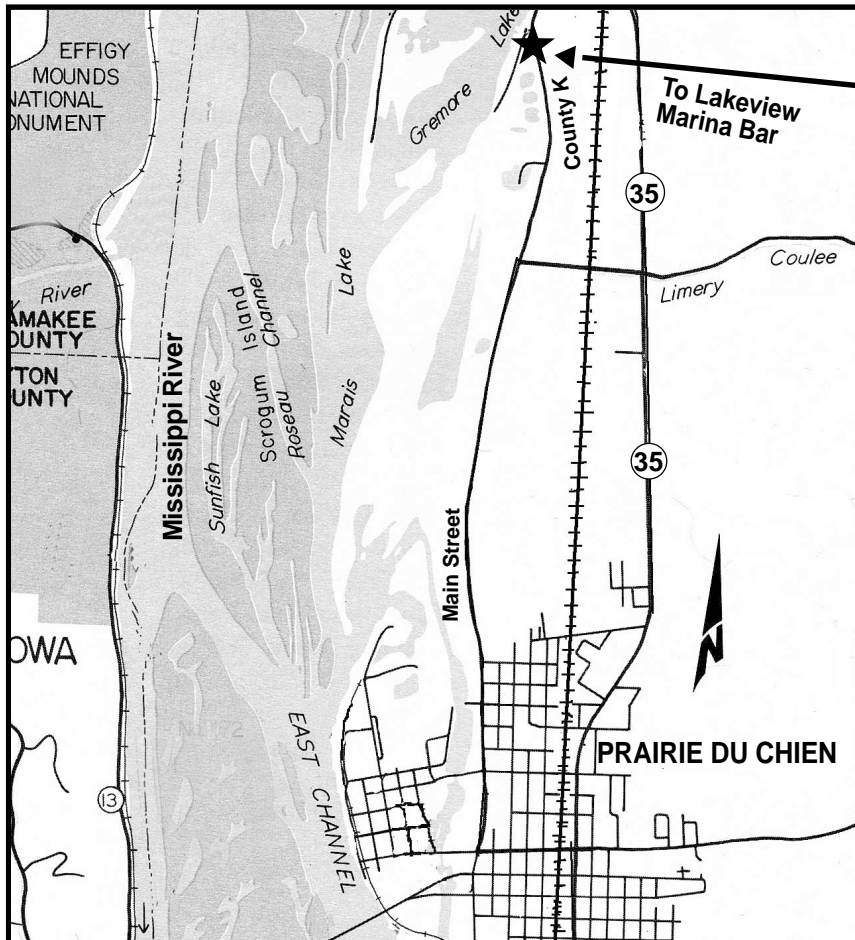 EFFIGY
MOUNDS
NATIONAL
ONUMENT
Lake
Gremore
County K
To Lakeview
Marina Bar
35
Coulee
Limery
River
AMAKEE
OUNTY
YTON
UNTY
Mississippi River
Sunfish Lake
Scrogum Island
Roseau Channel
Marais Lake
35
Main Street
N
OWA
EAST CHANNEL
PRAIRIE DU CHIEN
13